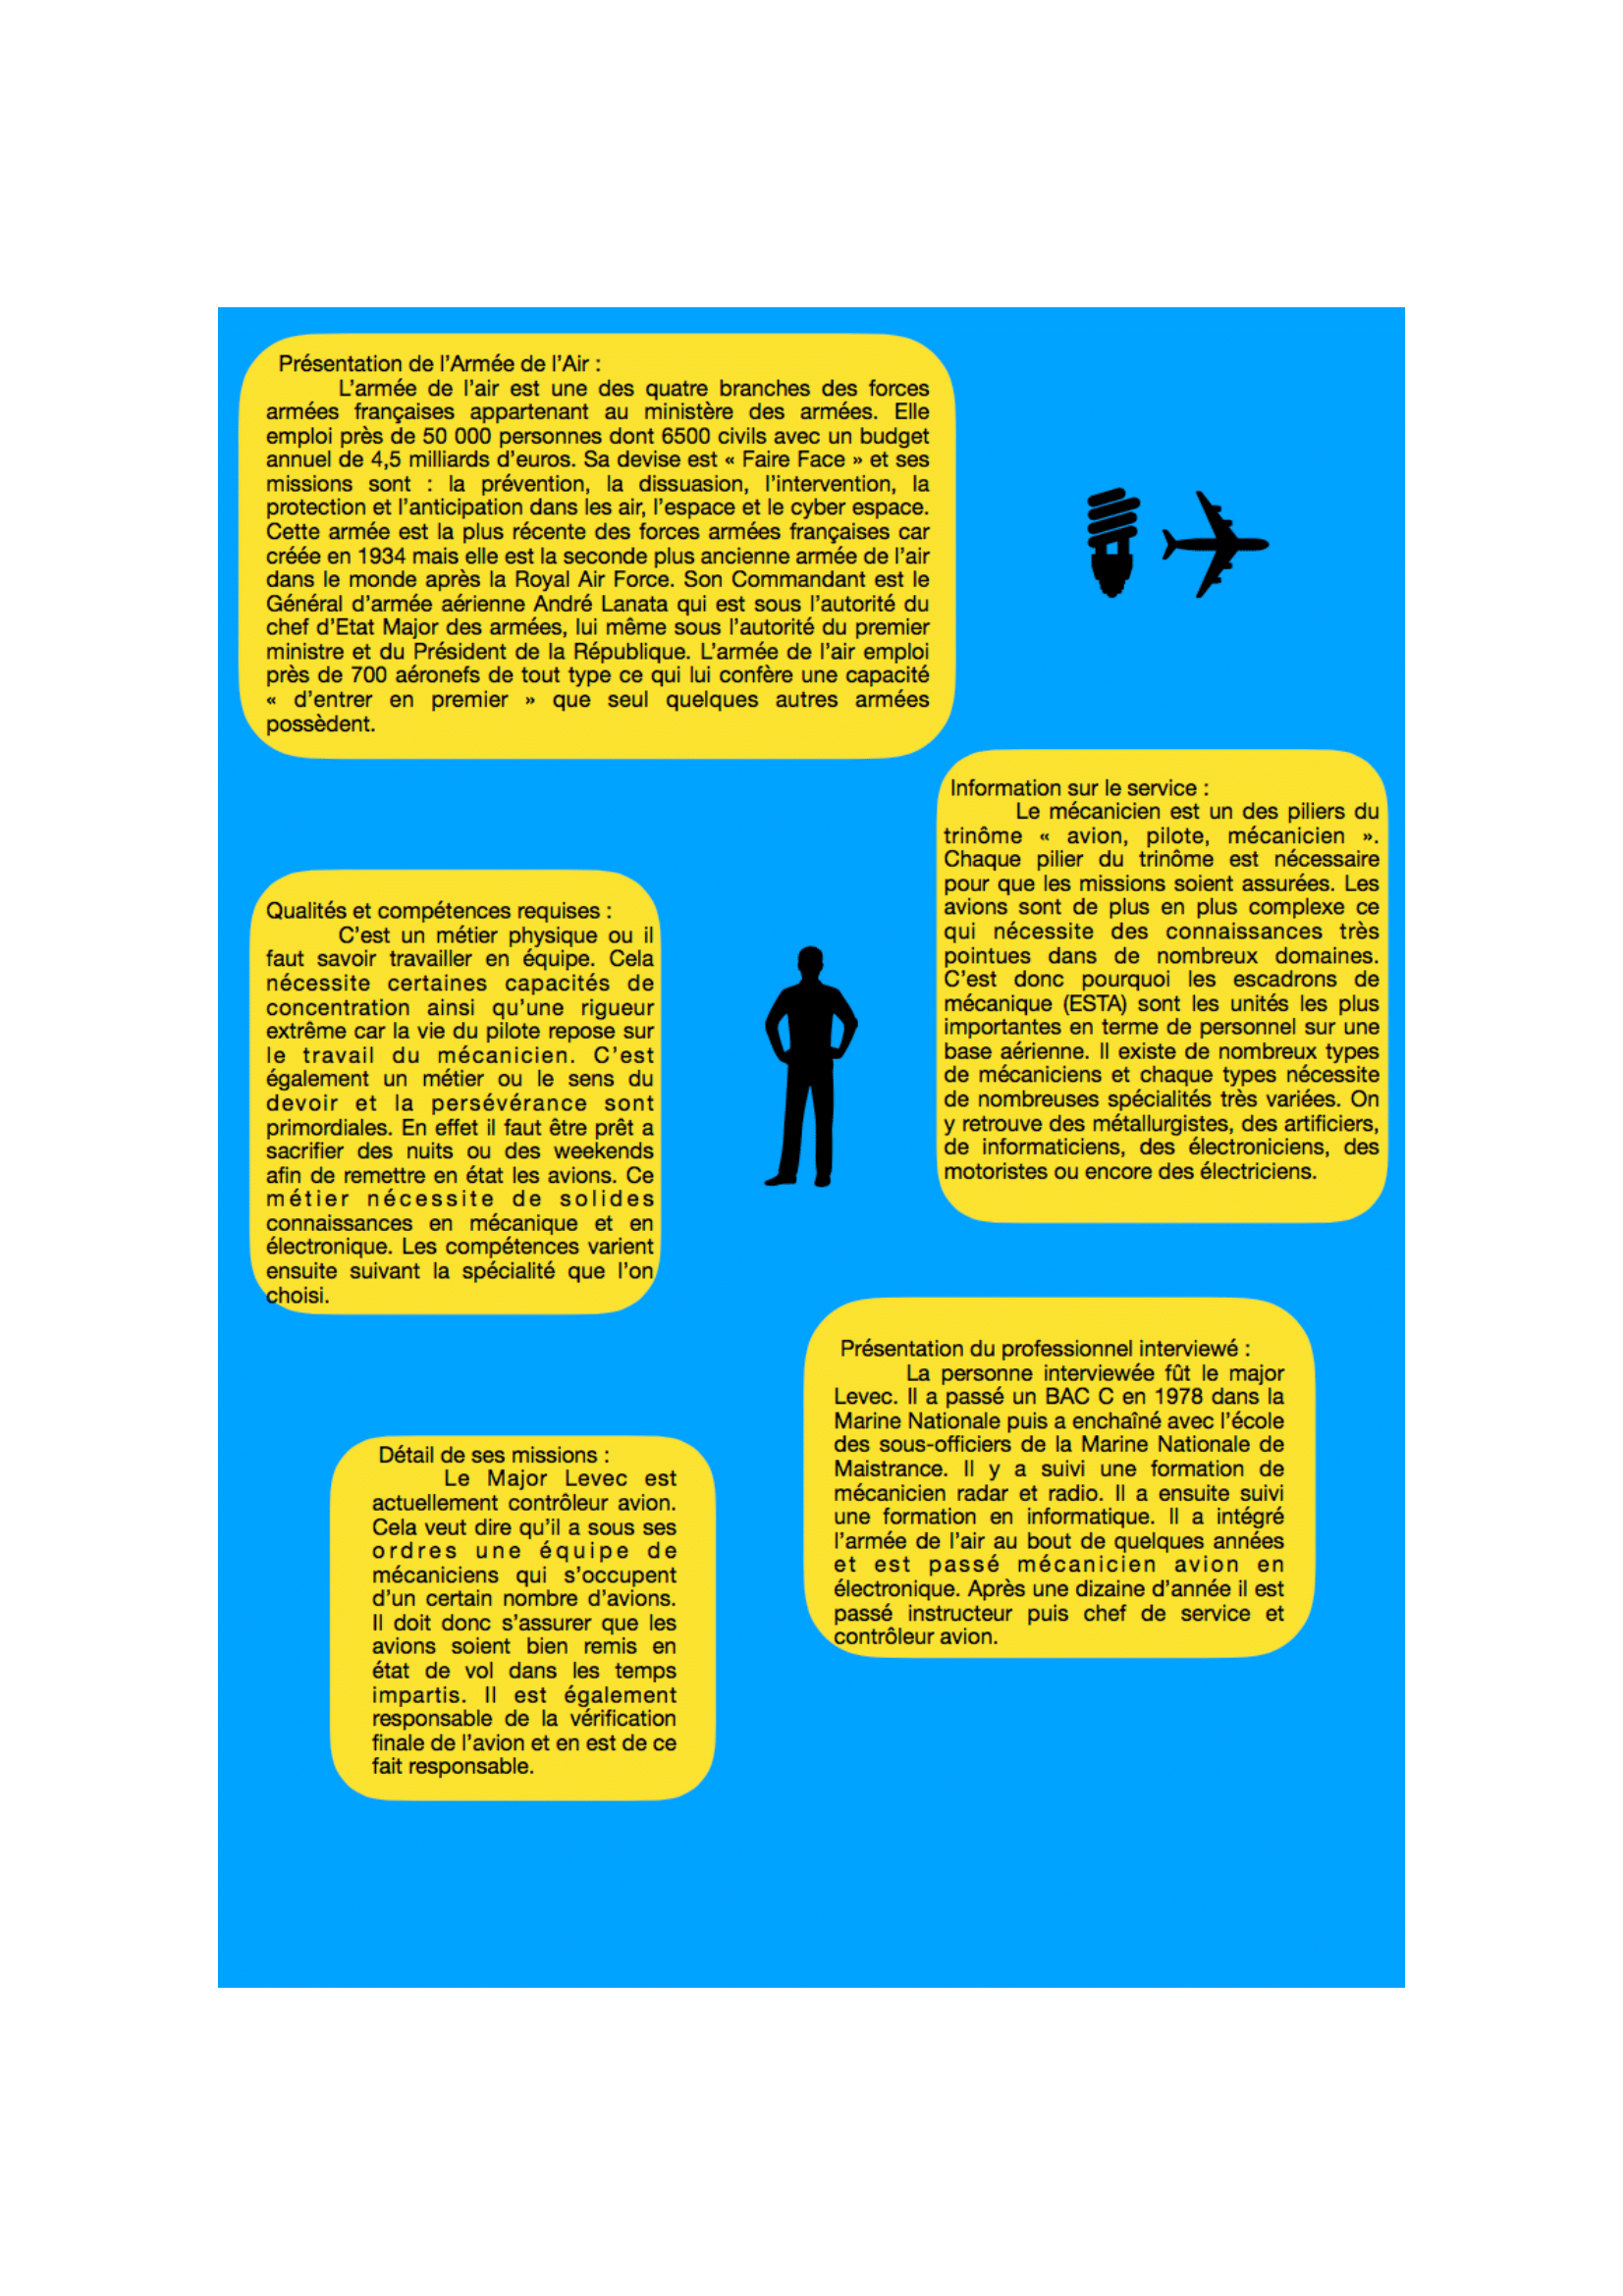 Présentation de l'Armée de l'Air :
L'armée de l'air est une des quatre branches des forces
armées françaises appartenant au ministère des armées. Elle
emploi près de 50 000 personnes dont 6500 civils avec un budget
annuel de 4,5 milliards d'euros. Sa devise est « Faire Face » et ses
missions sont : la prévention, la dissuasion, l'intervention, la
protection et l'anticipation dans les air, l'espace et le cyber espace.
Cette armée est la plus récente des forces armées françaises car
créée en 1934 mais elle est la seconde plus ancienne armée de l'air
dans le monde après la Royal Air Force. Son Commandant est le
Général d'armée aérienne André Lanata qui est sous l'autorité du
chef d'Etat Major des armées, lui même sous l'autorité du premier
ministre et du Président de la République. L'armée de l'air emploi
près de 700 aéronefs de tout type ce qui lui confère une capacité
« d'entrer en premier » que seul quelques autres armées
possèdent.
Information sur le service :
Le mécanicien est un des piliers du
trinôme « avion, pilote, mécanicien ».
Chaque pilier du trinôme est nécessaire
pour que les missions soient assurées. Les
avions sont de plus en plus complexe ce
qui nécessite des connaissances très
pointues dans de nombreux domaines.
C'est donc pourquoi les escadrons de
mécanique (ESTA) sont les unités les plus
importantes en terme de personnel sur une
base aérienne. Il existe de nombreux types
de mécaniciens et chaque types nécessite
de nombreuses spécialités très variées. On
y retrouve des métallurgistes, des artificiers,
de informaticiens, des électroniciens, des
motoristes ou encore des électriciens.
Qualités et compétences requises :
C'est un métier physique ou il
faut savoir travailler en équipe. Cela
nécessite certaines capacités de
concentration ainsi qu'une rigueur
extrême car la vie du pilote repose sur
le travail du mécanicien. C'est
également un métier ou le sens du
devoir et la persévérance sont
primordiales. En effet il faut être prêt a
sacrifier des nuits ou des weekends
afin de remettre en état les avions. Ce
métier nécessite de solides
connaissances en mécanique et en
électronique. Les compétences varient
ensuite suivant la spécialité que l'on
choisi.
Présentation du professionnel interviewé :
La personne interviewée fût le major
Levec. Il a passé un BAC C en 1978 dans la
Marine Nationale puis a enchaîné avec l'école
des sous-officiers de la Marine Nationale de
Maistrance. Il y a suivi une formation de
mécanicien radar et radio. Il a ensuite suivi
une formation en informatique. Il a intégré
l'armée de l'air au bout de quelques années
et est passé mécanicien avion en
électronique. Après une dizaine d'année il est
passé instructeur puis chef de service et
contrôleur avion.
Détail de ses missions :
Le Major Levec est
actuellement contrôleur avion.
Cela veut dire qu'il a sous ses
ordres une équipe de
mécaniciens qui s'occupent
d'un certain nombre d'avions.
Il doit donc s'assurer que les
avions soient bien remis en
état de vol dans les temps
impartis. Il est également
responsable de la vérification
finale de l'avion et en est de ce
fait responsable.